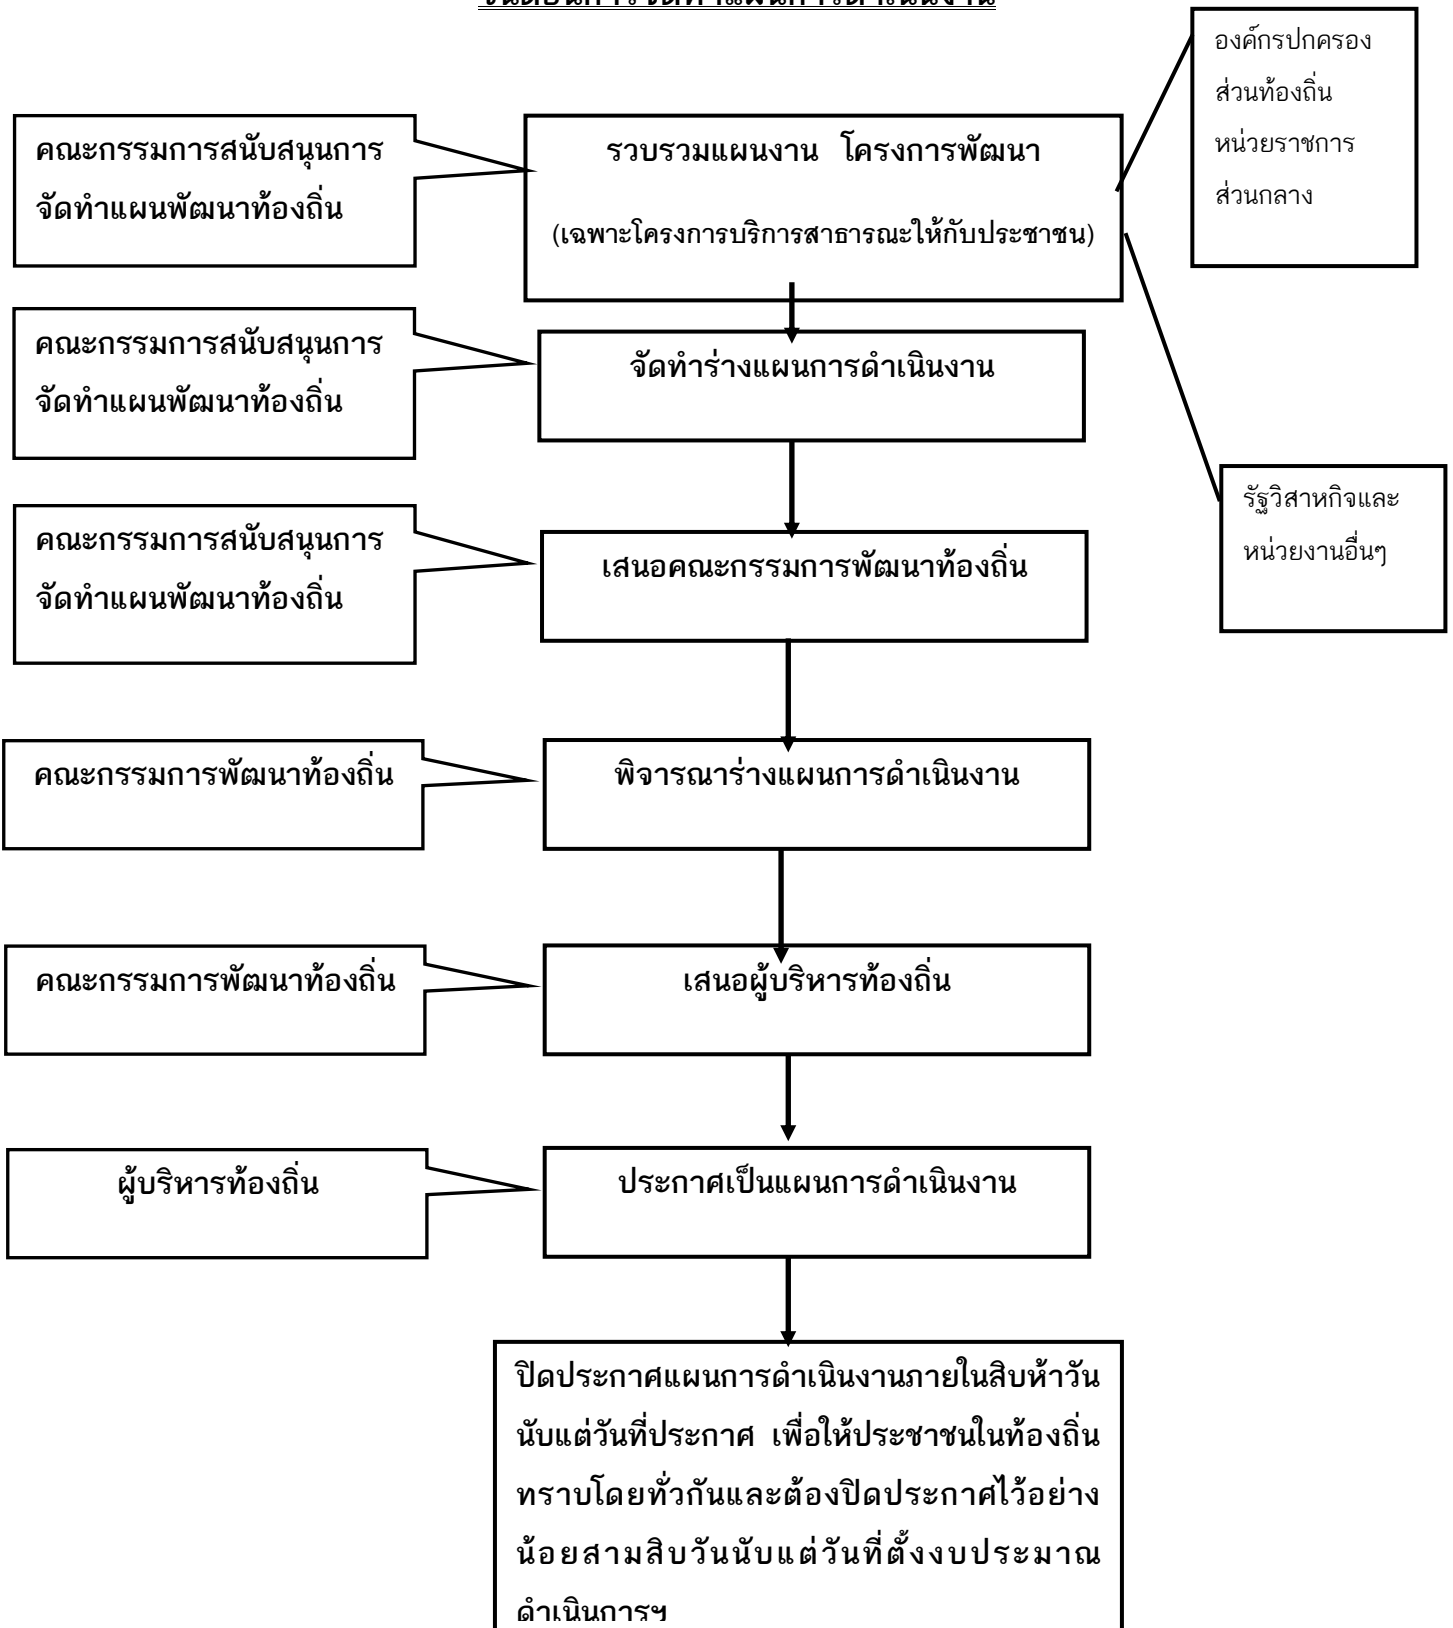 ขั้นตอนการจัดทำแผนการดำเนินงาน
องค์กรปกครอง
ส่วนท้องถิ่น
หน่วยราชการ
ส่วนกลาง
คณะกรรมการสนับสนุนการ
จัดทำแผนพัฒนาท้องถิ่น
รวบรวมแผนงาน โครงการพัฒนา
(เฉพาะโครงการบริการสาธารณะให้กับประชาชน)
คณะกรรมการสนับสนุนการ
จัดทำแผนพัฒนาท้องถิ่น
จัดทำร่างแผนการดำเนินงาน
รัฐวิสาหกิจและ
หน่วยงานอื่นๆ
คณะกรรมการสนับสนุนการ
จัดทำแผนพัฒนาท้องถิ่น
เสนอคณะกรรมการพัฒนาท้องถิ่น
คณะกรรมการพัฒนาท้องถิ่น
พิจารณาร่างแผนการดำเนินงาน
คณะกรรมการพัฒนาท้องถิ่น
เสนอผู้บริหารท้องถิ่น
ผู้บริหารท้องถิ่น
ประกาศเป็นแผนการดำเนินงาน
ปิดประกาศแผนการดำเนินงานภายในสิบห้าวัน
นับแต่วันที่ประกาศ เพื่อให้ประชาชนในท้องถิ่น
ทราบโดยทั่วกันและต้องปิดประกาศไว้อย่าง
น้อยสามสิบวันนับแต่วันที่ตั้งงบประมาณ
ดำเนินการฯ